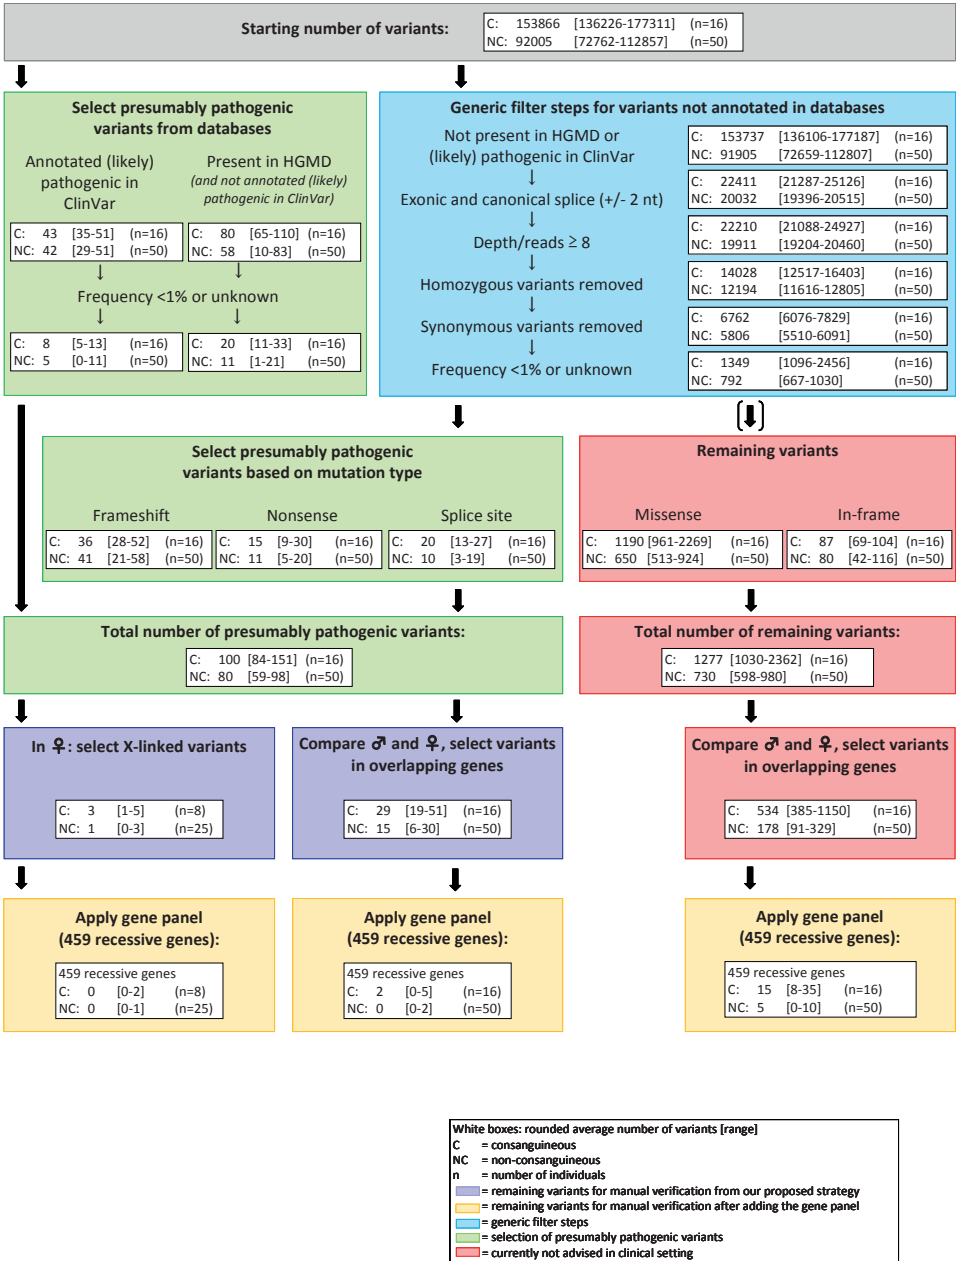 Starting number of variants:
C: 153866 [136226-177311] (n=16)
NC: 92005 [72762-112857] (n=50)
Select presumably pathogenic
variants from databases
Annotated (likely)
pathogenic in
ClinVar
Present in HGMD
(and not annotated (likely)
pathogenic in ClinVar)
C: 43 [35-51] (n=16)
NC: 42 [29-51] (n=50)
C: 80 [65-110] (n=16)
NC: 58 [10-83] (n=50)
↓ ↓
Frequency <1% or unknown
↓ ↓
C: 8 [5-13] (n=16)
NC: 5 [0-11] (n=50)
C: 20 [11-33] (n=16)
NC: 11 [1-21] (n=50)
Generic filter steps for variants not annotated in databases
Not present in HGMD or
(likely) pathogenic in ClinVar
↓
Exonic and canonical splice (+/- 2 nt)
↓
Depth/reads ≥ 8
↓
Homozygous variants removed
↓
Synonymous variants removed
↓
Frequency <1% or unknown
C: 153737 [136106-177187] (n=16)
NC: 91905 [72659-112807] (n=50)
C: 22411 [21287-25126] (n=16)
NC: 20032 [19396-20515] (n=50)
C: 22210 [21088-24927] (n=16)
NC: 19911 [19204-20460] (n=50)
C: 14028 [12517-16403] (n=16)
NC: 12194 [11616-12805] (n=50)
C: 6762 [6076-7829] (n=16)
NC: 5806 [5510-6091] (n=50)
C: 1349 [1096-2456] (n=16)
NC: 792 [667-1030] (n=50)
Select presumably pathogenic
variants based on mutation type
Frameshift
C: 36 [28-52] (n=16)
NC: 41 [21-58] (n=50)
Nonsense
C: 15 [9-30] (n=16)
NC: 11 [5-20] (n=50)
Splice site
C: 20 [13-27] (n=16)
NC: 10 [3-19] (n=50)
Remaining variants
Missense
C: 1190 [961-2269] (n=16)
NC: 650 [513-924] (n=50)
In-frame
C: 87 [69-104] (n=16)
NC: 80 [42-116] (n=50)
Total number of presumably pathogenic variants:
C: 100 [84-151] (n=16)
NC: 80 [59-98] (n=50)
Total number of remaining variants:
C: 1277 [1030-2362] (n=16)
NC: 730 [598-980] (n=50)
In ♀: select X-linked variants
C: 3 [1-5] (n=8)
NC: 1 [0-3] (n=25)
Compare ♂ and ♀, select variants
in overlapping genes
C: 29 [19-51] (n=16)
NC: 15 [6-30] (n=50)
Compare ♂ and ♀, select variants
in overlapping genes
C: 534 [385-1150] (n=16)
NC: 178 [91-329] (n=50)
Apply gene panel
(459 recessive genes):
459 recessive genes
C: 0 [0-2] (n=8)
NC: 0 [0-1] (n=25)
Apply gene panel
(459 recessive genes):
459 recessive genes
C: 2 [0-5] (n=16)
NC: 0 [0-2] (n=50)
Apply gene panel
(459 recessive genes):
459 recessive genes
C: 15 [8-35] (n=16)
NC: 5 [0-10] (n=50)
White boxes: rounded average number of variants [range]
C = consanguineous
NC = non-consanguineous
n = number of individuals
= remaining variants for manual verification from our proposed strategy
= remaining variants for manual verification after adding the gene panel
= generic filter steps
= selection of presumably pathogenic variants
= currently not advised in clinical setting